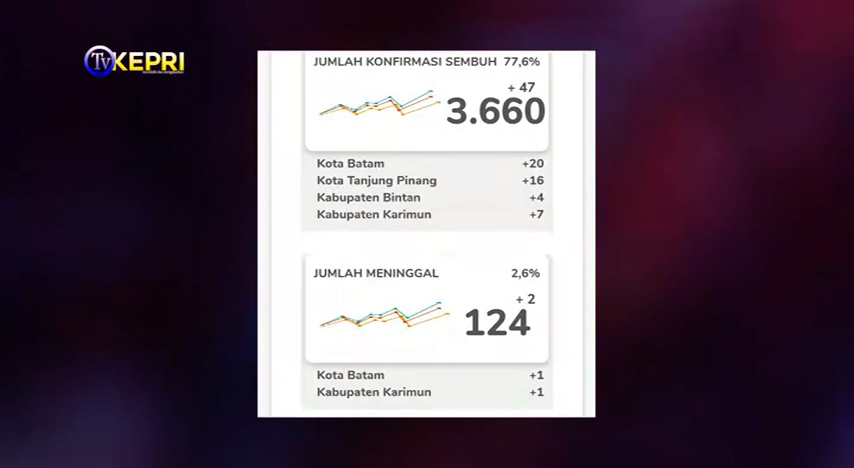 Tv KEPRI
JUMLAH KONFIRMASI SEMBUH 77,6%
+ 47
3.660
Kota Batam +20
Kota Tanjung Pinang +16
Kabupaten Bintan +4
Kabupaten Karimun +7
JUMLAH MENINGGAL 2,6%
+ 2
124
Kota Batam +1
Kabupaten Karimun +1